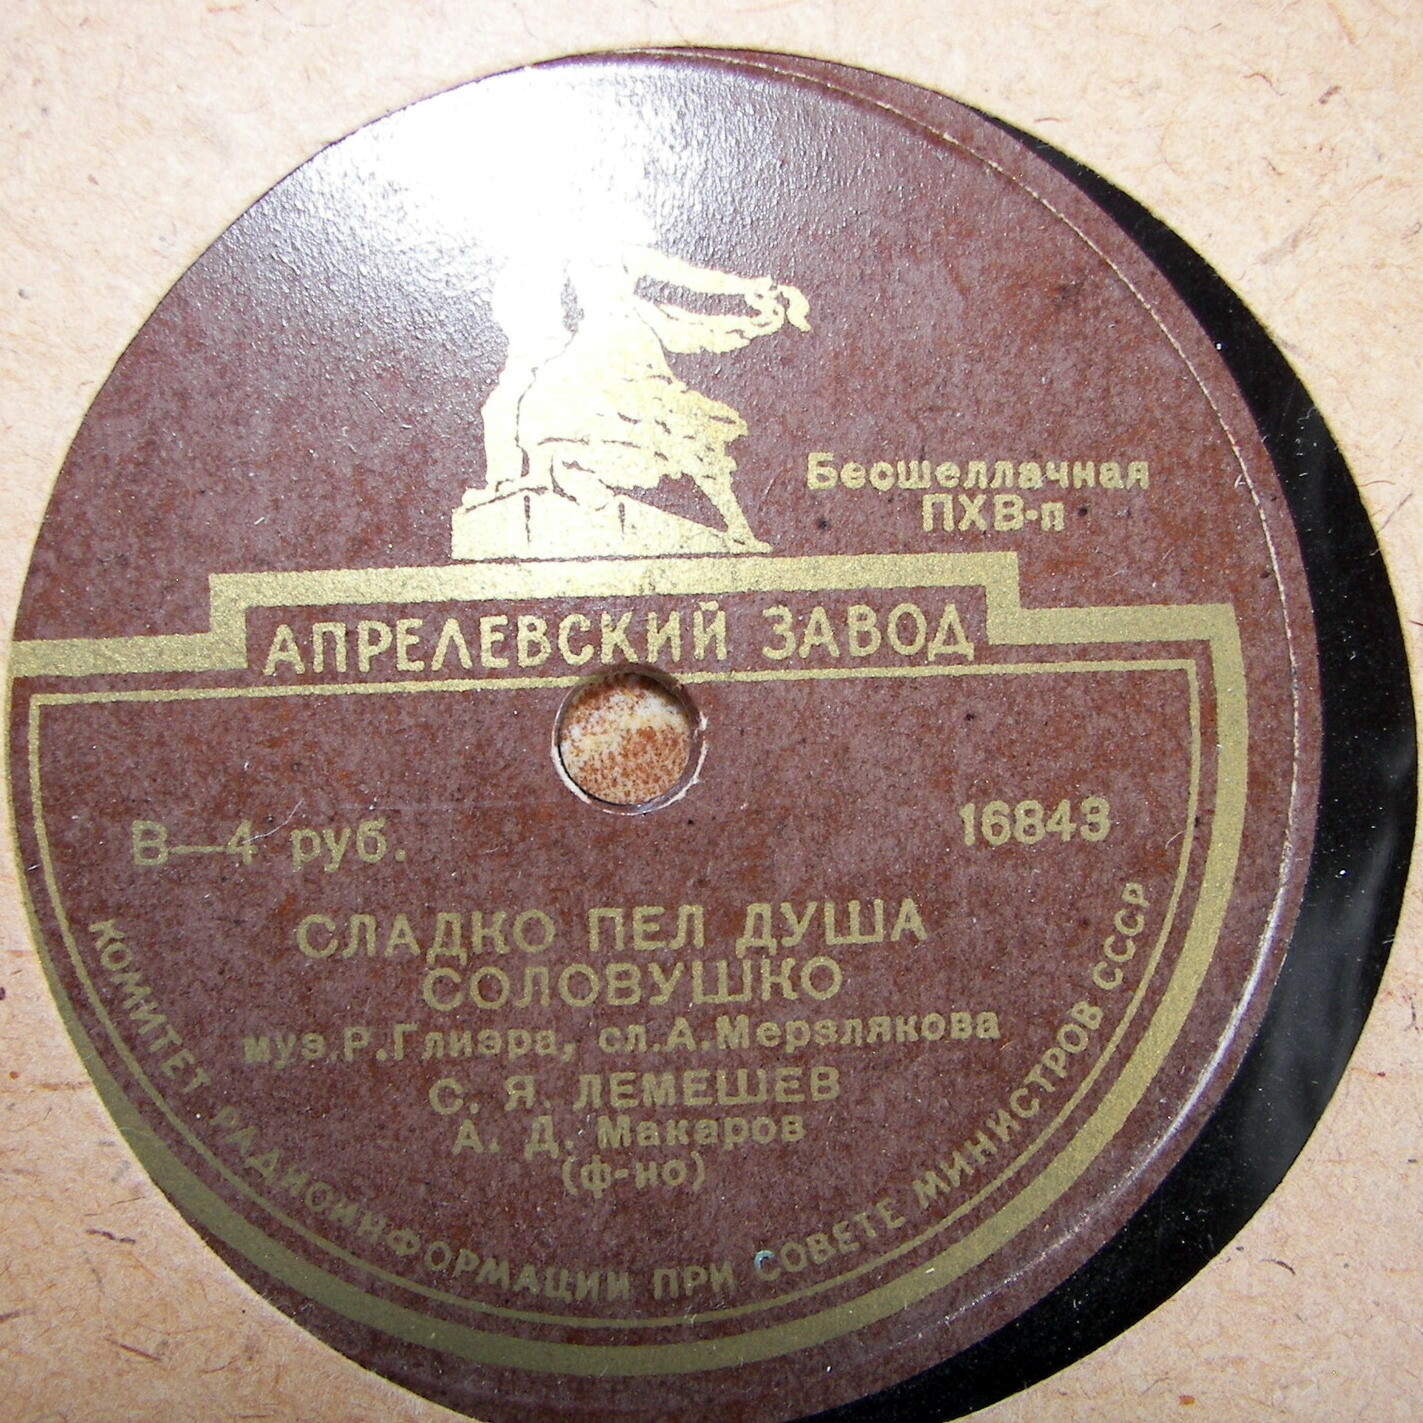 Бесшеллачная
ПХВ-п
АПРЕЛЕВСКИЙ ЗАВОД
В—4 руб.
16843
СЛАДКО ПЕЛ ДУША
СОЛОВУШКО
муз.Р.Глиэра, сл.А.Мерзлякова
С. Я. ЛЕМЕШЕВ
А. Д. Макаров
(ф-но)
КОМИТЕТ РАДИОИНФОРМАЦИИ ПРИ СОВЕТЕ МИНИСТРОВ СССР